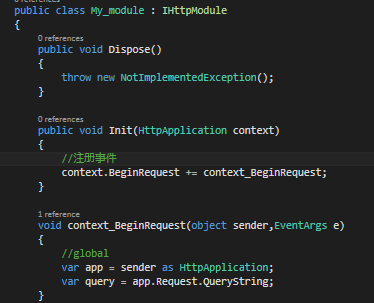 public class My_module : IHttpModule
{
0 references
public void Dispose()
{
throw new NotImplementedException();
}
0 references
public void Init(HttpApplication context)
{
//注册事件
context.BeginRequest += context_BeginRequest;
}
1 reference
void context_BeginRequest(object sender,EventArgs e)
{
//global
var app = sender as HttpApplication;
var query = app.Request.QueryString;
}